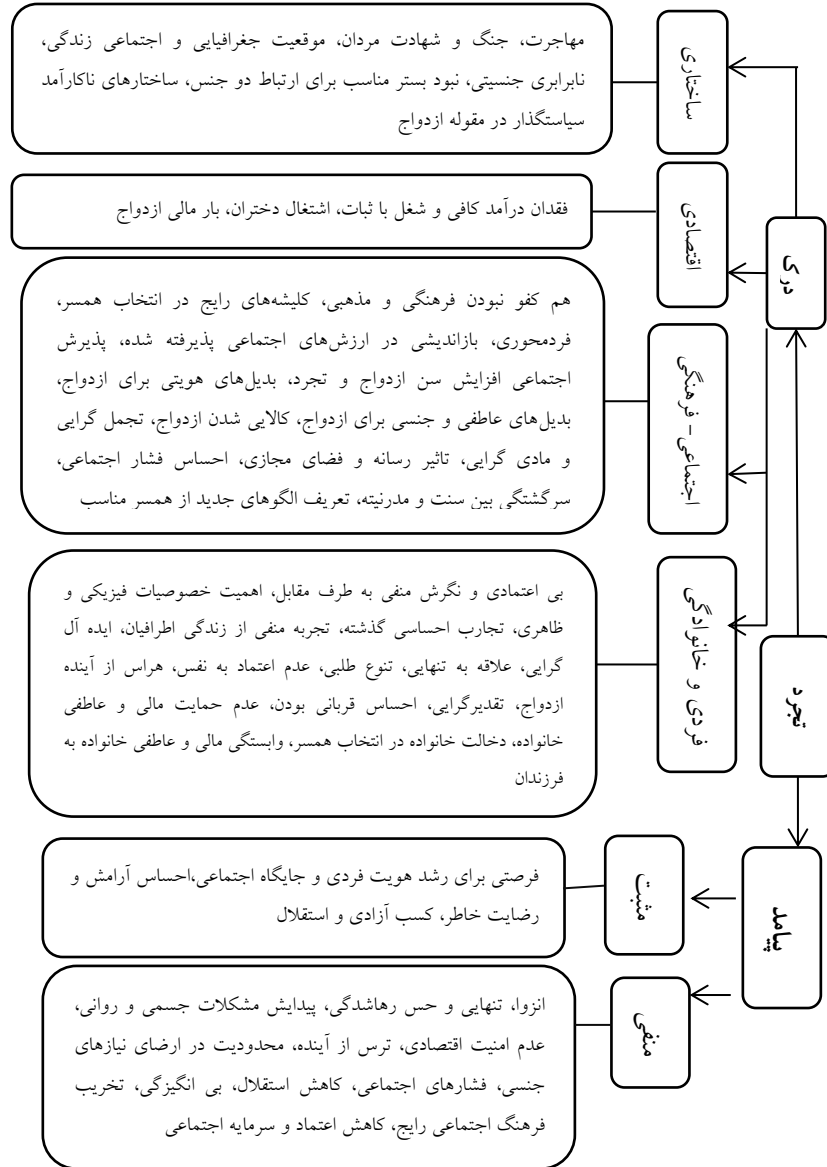 تجرد
درک
ساختاری
مهاجرت، جنگ و شهادت مردان، موقعیت جغرافیایی و اجتماعی زندگی،
نابرابری جنسیتی، نبود بستر مناسب برای ارتباط دو جنس، ساختارهای ناکارآمد
سیاستگذار در مقوله ازدواج
اقتصادی
فقدان درآمد کافی و شغل با ثبات، اشتغال دختران، بار مالی ازدواج
اجتماعی - فرهنگی
هم کفو نبودن فرهنگی و مذهبی، کلیشه‌های رایج در انتخاب همسر،
فردمحوری، بازاندیشی در ارزش‌های اجتماعی پذیرفته شده، پذیرش
اجتماعی افزایش سن ازدواج و تجرد، بدیل‌های هویتی برای ازدواج،
بدیل‌های عاطفی و جنسی برای ازدواج، کالایی شدن ازدواج، تجمل گرایی
و مادی گرایی، تاثیر رسانه و فضای مجازی، احساس فشار اجتماعی،
سرگشتگی بین سنت و مدرنیته، تعریف الگوهای جدید از همسر مناسب
فردی و خانوادگی
بی اعتمادی و نگرش منفی به طرف مقابل، اهمیت خصوصیات فیزیکی و
ظاهری، تجارب احساسی گذشته، تجربه منفی از زندگی اطرافیان، ایده آل
گرایی، علاقه به تنهایی، تنوع طلبی، عدم اعتماد به نفس، هراس از آینده
ازدواج، تقدیرگرایی، احساس قربانی بودن، عدم حمایت مالی و عاطفی
خانواده، دخالت خانواده در انتخاب همسر، وابستگی مالی و عاطفی خانواده به
فرزندان
پیامد
مثبت
فرصتی برای رشد هویت فردی و جایگاه اجتماعی،احساس آرامش و
رضایت خاطر، کسب آزادی و استقلال
منفی
انزوا، تنهایی و حس رهاشدگی، پیدایش مشکلات جسمی و روانی،
عدم امنیت اقتصادی، ترس از آینده، محدودیت در ارضای نیازهای
جنسی، فشارهای اجتماعی، کاهش استقلال، بی انگیزگی، تخریب
فرهنگ اجتماعی رایج، کاهش اعتماد و سرمایه اجتماعی